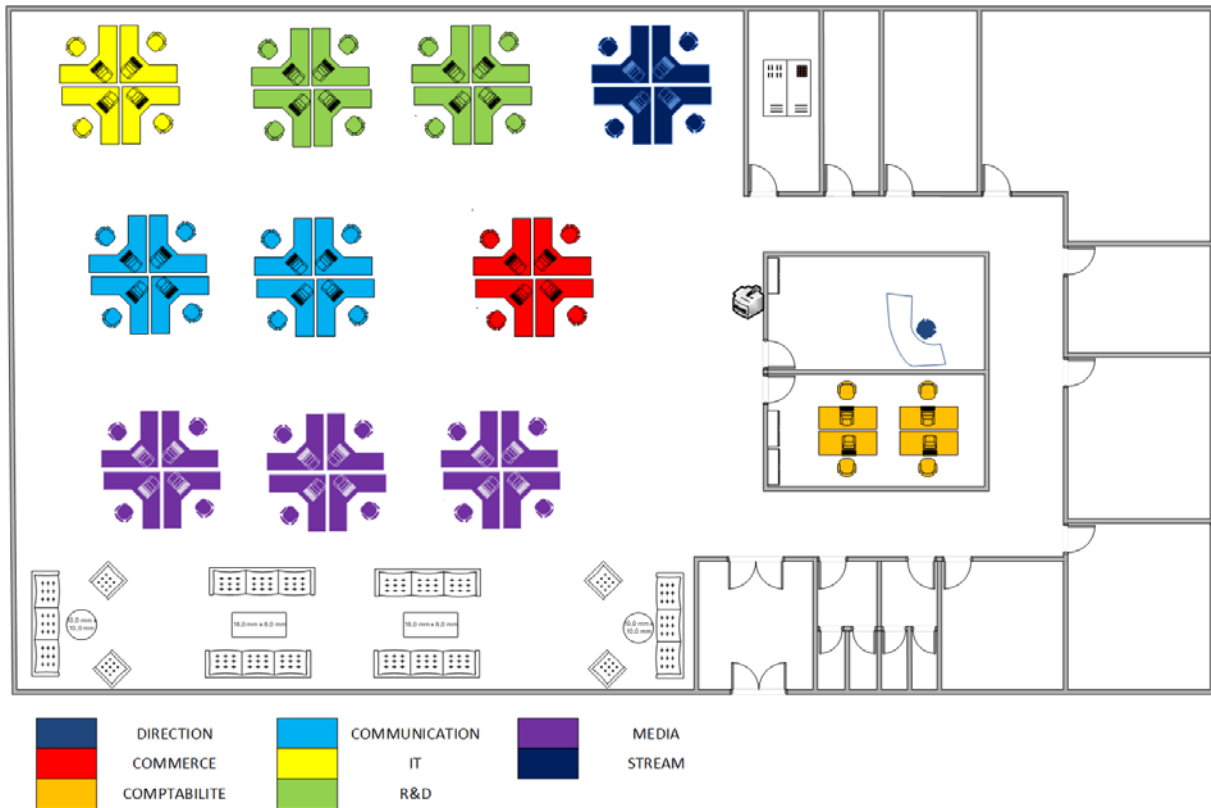 10,0 mm x
10,0 mm
18,0 mm x 8,0 mm
18,0 mm x 8,0 mm
10,0 mm x
10,0 mm
DIRECTION
COMMUNICATION
MEDIA
COMMERCE
IT
STREAM
COMPTABILITE
R&D